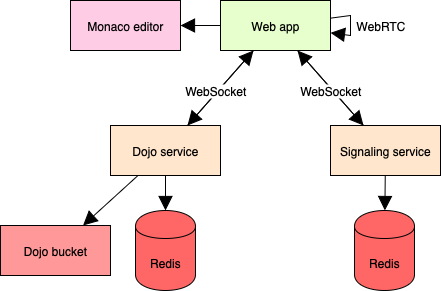 Monaco editor
Web app
WebRTC
WebSocket
WebSocket
Dojo service
Signaling service
Dojo bucket
Redis
Redis